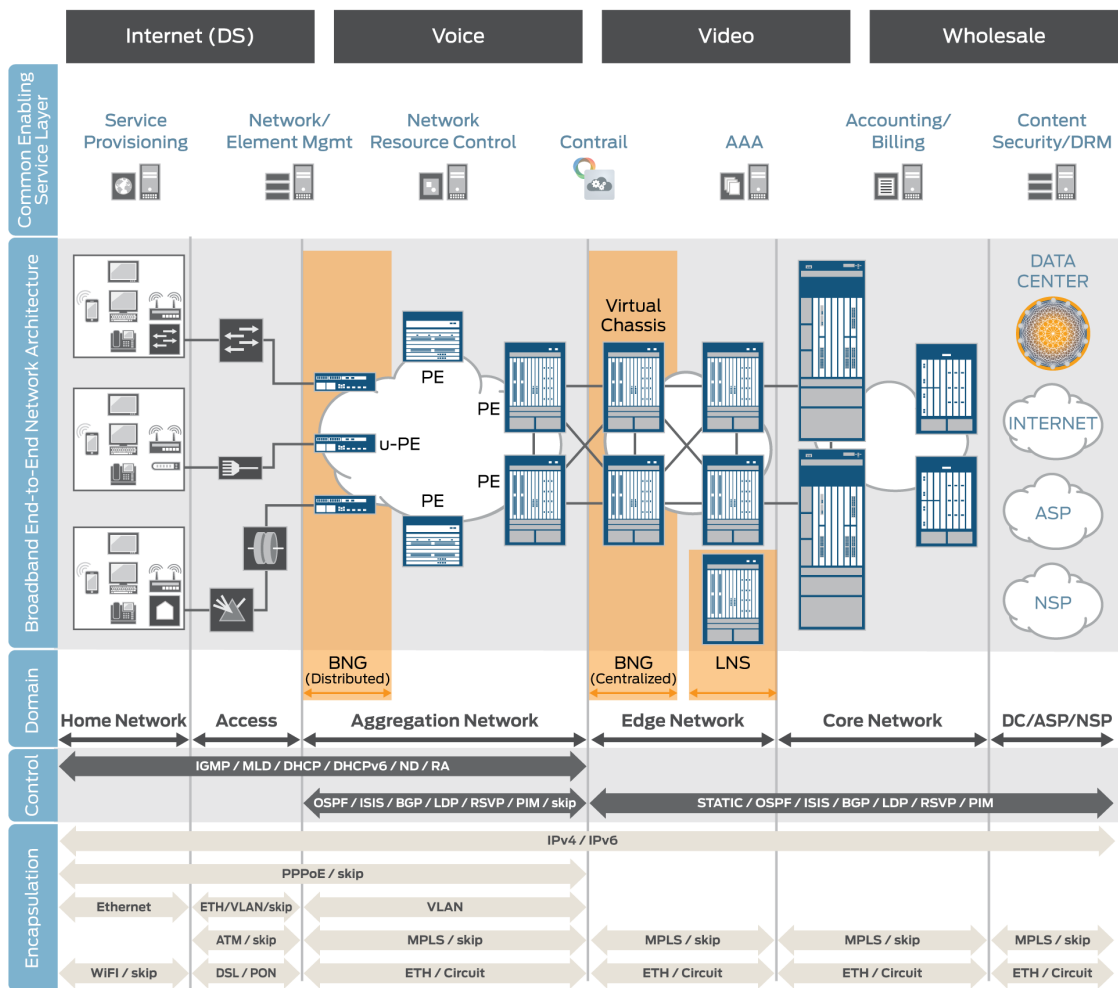 Internet (DS)
Voice
Video
Wholesale
Common Enabling
Service Layer
Service
Provisioning
Network/
Element Mgmt
Network
Resource Control
Contrail
AAA
Accounting/
Billing
Content
Security/DRM
Broadband End-to-End Network Architecture
DATA
CENTER
Virtual
Chassis
PE
PE
u-PE
PE
PE
INTERNET
ASP
NSP
Domain
BNG
(Distributed)
BNG
(Centralized)
LNS
Home Network
Access
Aggregation Network
Edge Network
Core Network
DC/ASP/NSP
Control
IGMP / MLD / DHCP / DHCPv6 / ND / RA
OSPF / ISIS / BGP / LDP / RSVP / PIM / skip
STATIC / OSPF / ISIS / BGP / LDP / RSVP / PIM
Encapsulation
IPv4 / IPv6
PPPoE / skip
Ethernet
ETH/VLAN/skip
VLAN
ATM / skip
MPLS / skip
MPLS / skip
MPLS / skip
MPLS / skip
WiFI / skip
DSL / PON
ETH / Circuit
ETH / Circuit
ETH / Circuit
ETH / Circuit